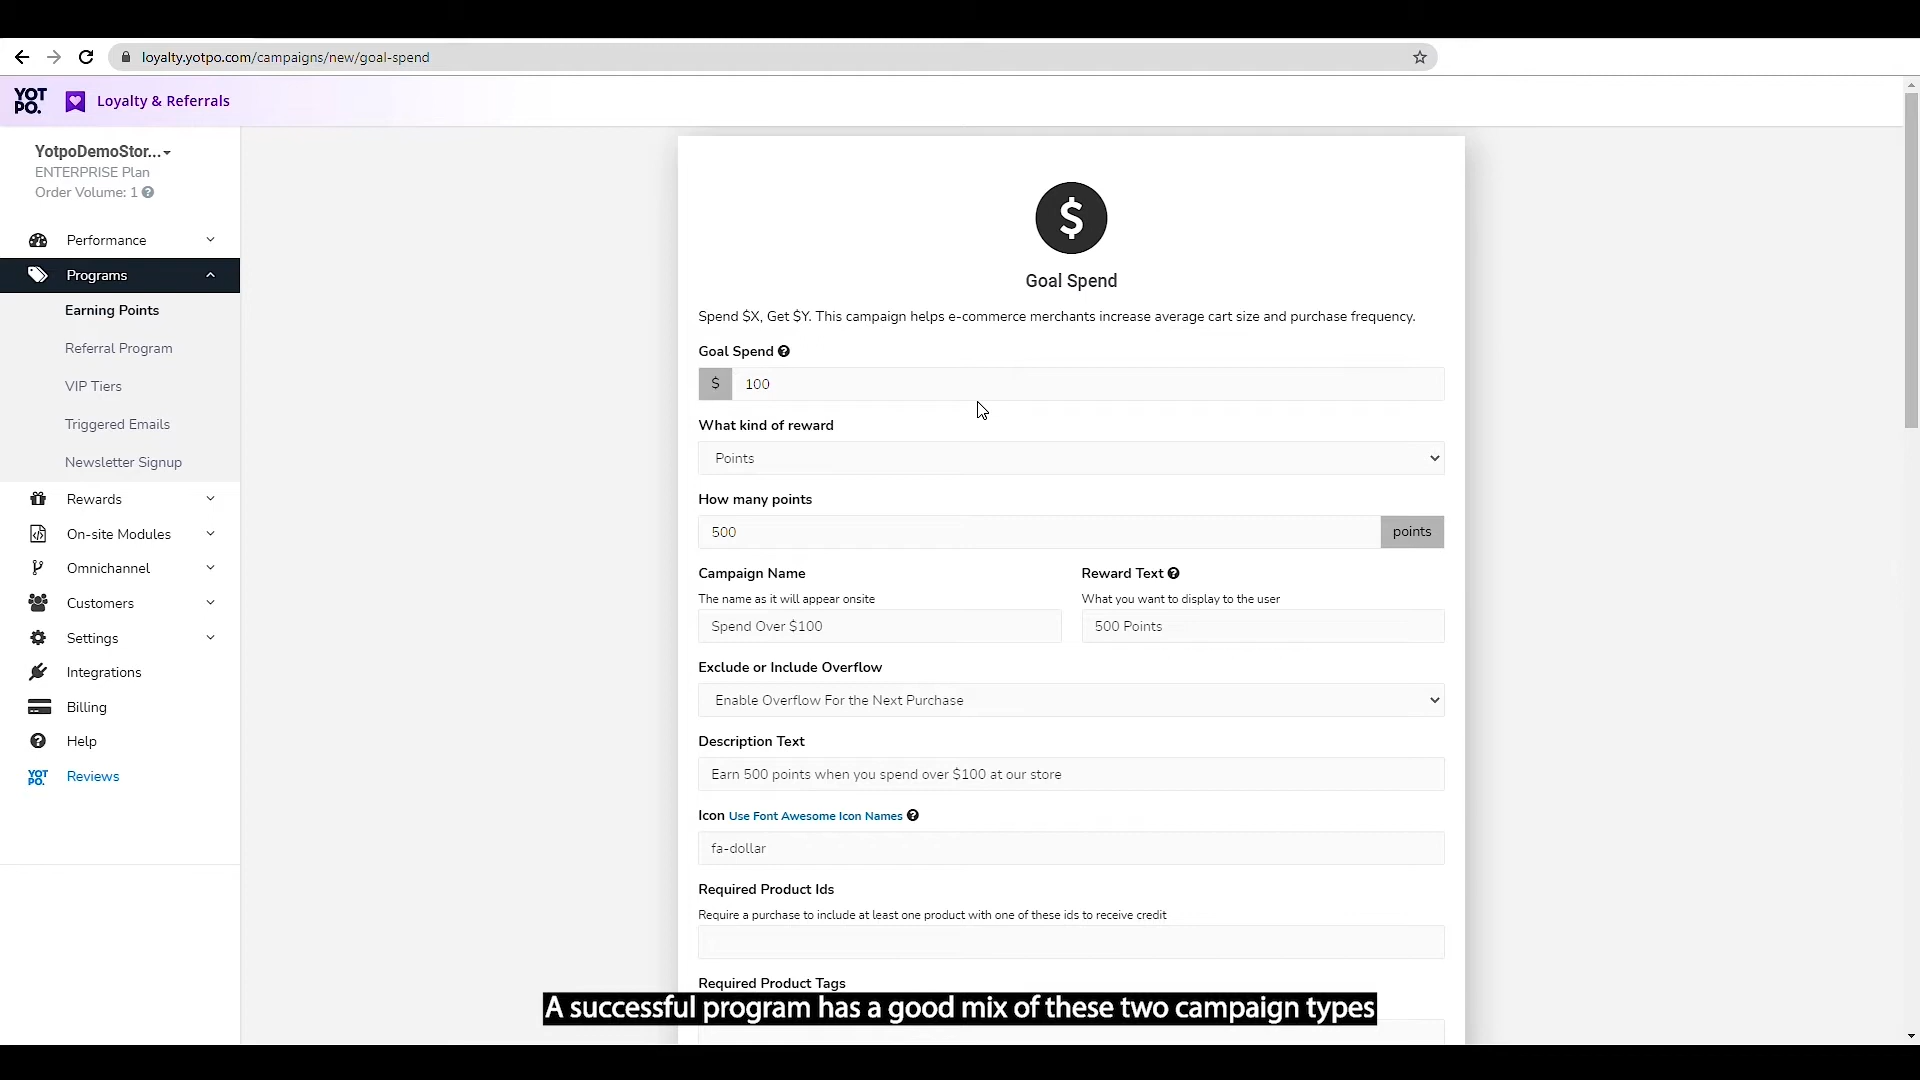 loyalty.yotpo.com/campaigns/new/goal-spend
YOT
PO.
Loyalty & Referrals
YotpoDemoStor...
ENTERPRISE Plan
Order Volume: 1
Performance
Programs
Earning Points
Referral Program
VIP Tiers
Triggered Emails
Newsletter Signup
Rewards
On-site Modules
Omnichannel
Customers
Settings
Integrations
Billing
Help
YOT
PO.
Reviews
$
Goal Spend
Spend $X, Get $Y. This campaign helps e-commerce merchants increase average cart size and purchase frequency.
Goal Spend
$ 100
What kind of reward
Points
How many points
500 points
Campaign Name
The name as it will appear onsite
Spend Over $100
Reward Text
What you want to display to the user
500 Points
Exclude or Include Overflow
Enable Overflow For the Next Purchase
Description Text
Earn 500 points when you spend over $100 at our store
Icon Use Font Awesome Icon Names
fa-dollar
Required Product Ids
Require a purchase to include at least one product with one of these ids to receive credit
Required Product Tags
A successful program has a good mix of these two campaign types